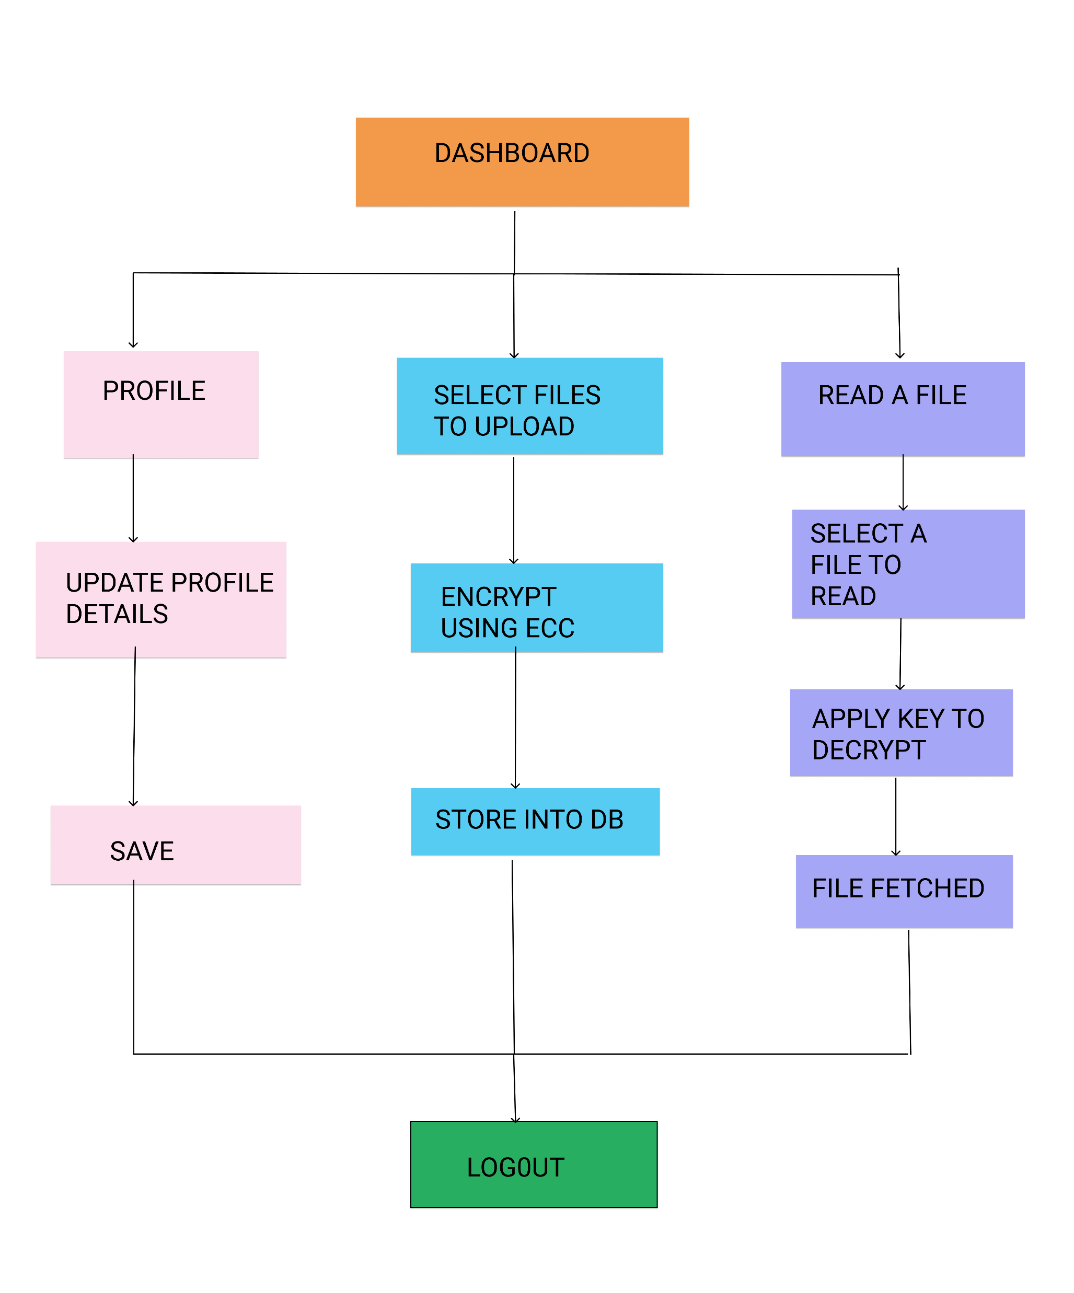 DASHBOARD
PROFILE
SELECT FILES
TO UPLOAD
READ A FILE
UPDATE PROFILE
DETAILS
ENCRYPT
USING ECC
SELECT A
FILE TO
READ
APPLY KEY TO
DECRYPT
SAVE
STORE INTO DB
FILE FETCHED
LOG0UT